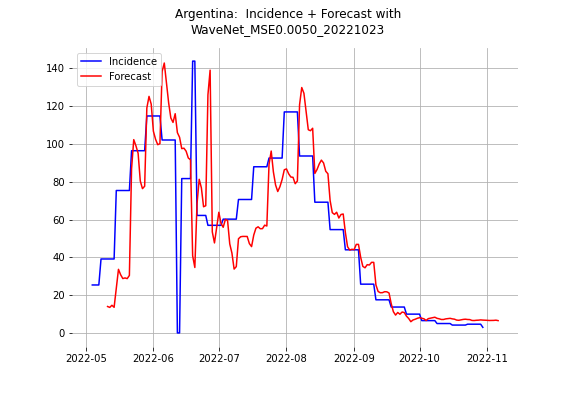 Argentina:  Incidence + Forecast with
WaveNet_MSE0.0050_20221023
Incidence
Forecast
140
120
100
80
60
40
20
0
2022-05 2022-06 2022-07 2022-08 2022-09 2022-10 2022-11